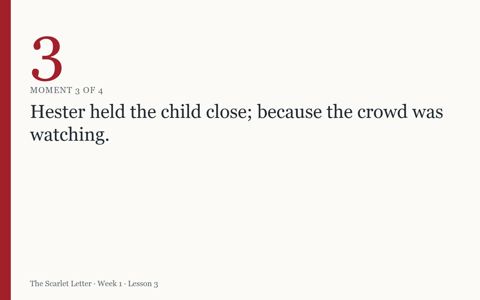 3
MOMENT 3 OF 4
Hester held the child close; because the crowd was
watching.
The Scarlet Letter · Week 1 · Lesson 3